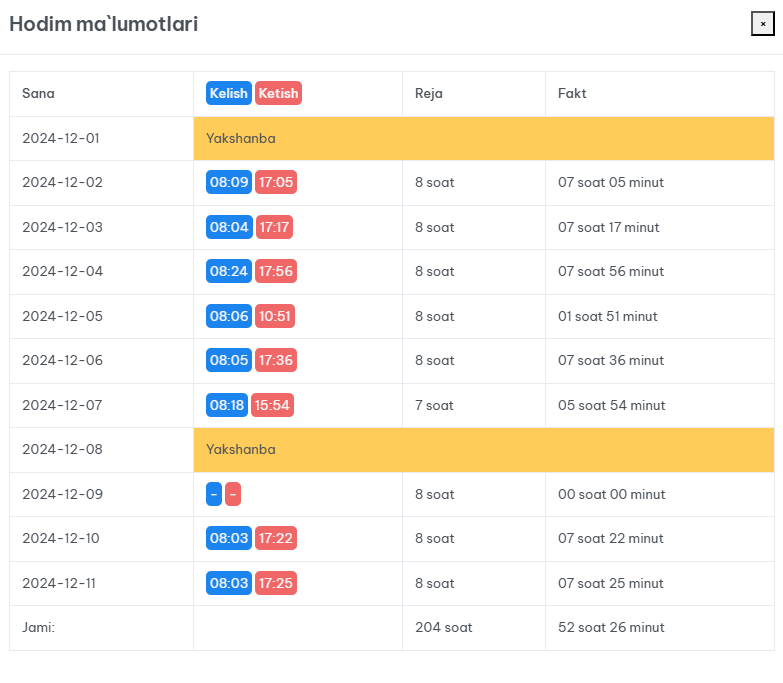 Hodim ma`lumotlari ×
Sana Kelish Ketish Reja Fakt
2024-12-01 Yakshanba
2024-12-02 08:09 17:05 8 soat 07 soat 05 minut
2024-12-03 08:04 17:17 8 soat 07 soat 17 minut
2024-12-04 08:24 17:56 8 soat 07 soat 56 minut
2024-12-05 08:06 10:51 8 soat 01 soat 51 minut
2024-12-06 08:05 17:36 8 soat 07 soat 36 minut
2024-12-07 08:18 15:54 7 soat 05 soat 54 minut
2024-12-08 Yakshanba
2024-12-09 - - 8 soat 00 soat 00 minut
2024-12-10 08:03 17:22 8 soat 07 soat 22 minut
2024-12-11 08:03 17:25 8 soat 07 soat 25 minut
Jami: 204 soat 52 soat 26 minut